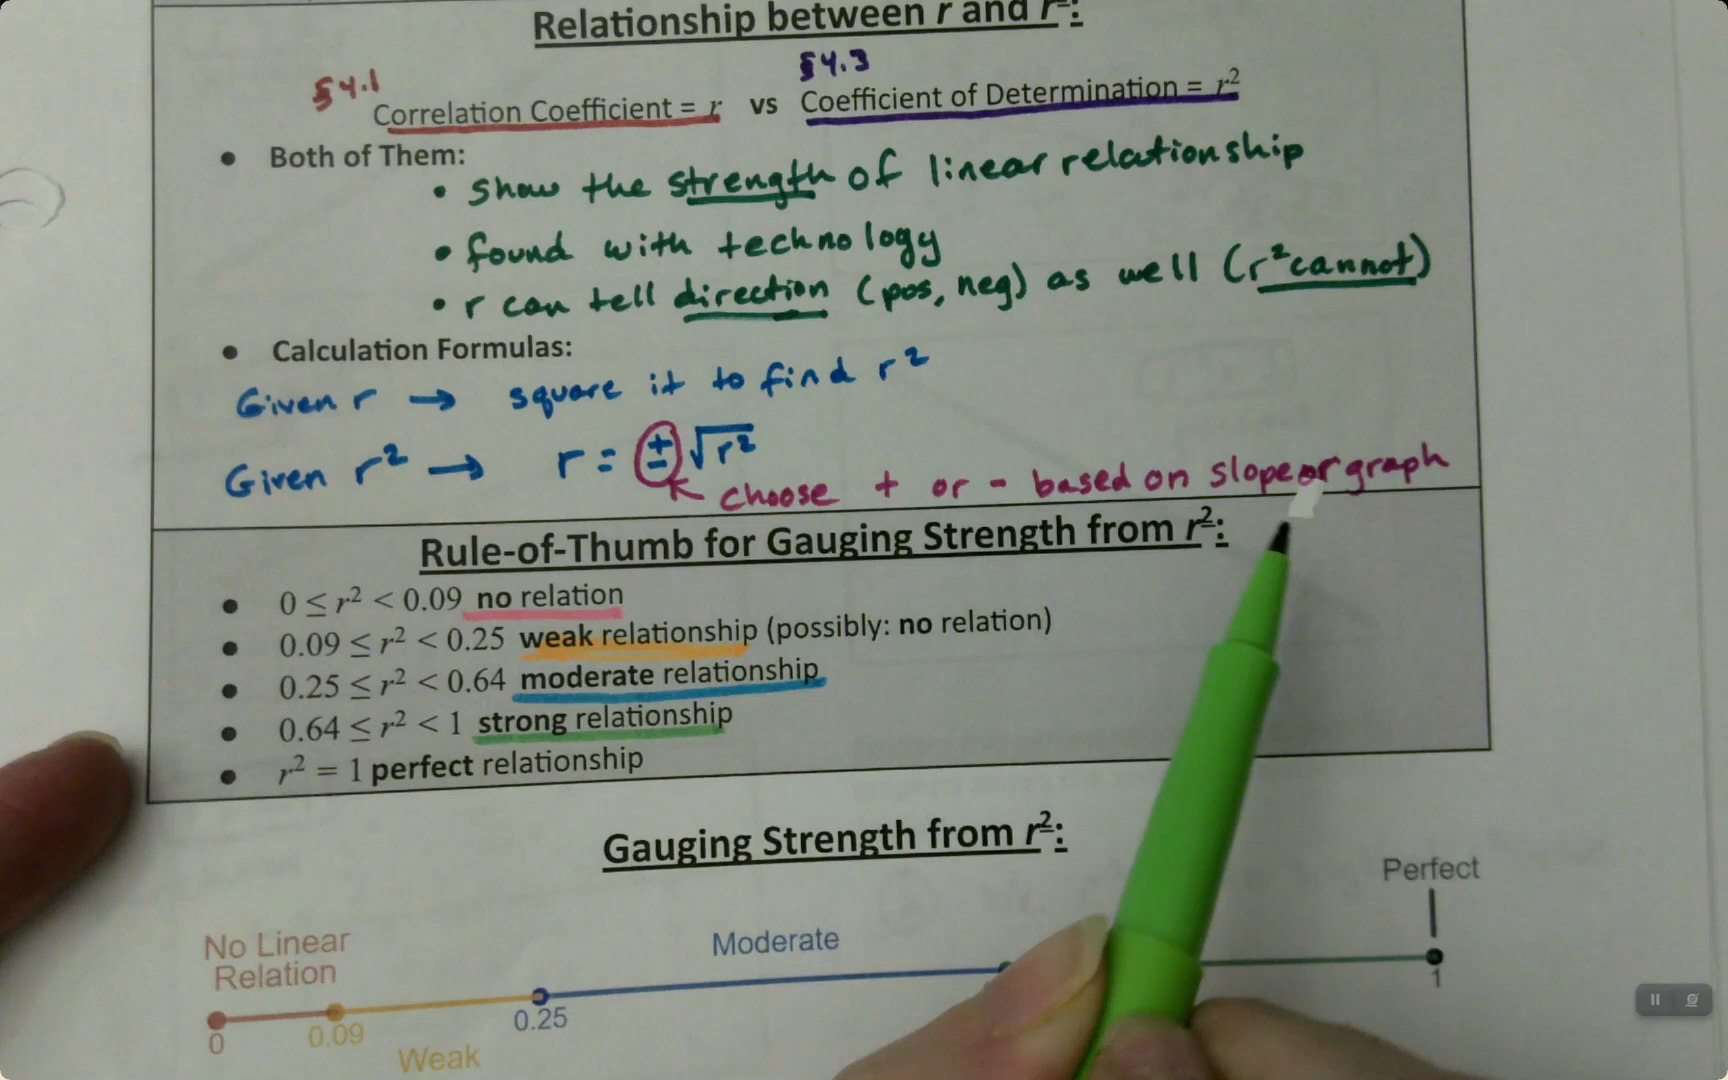 Relationship between r and r²:
§4.1
§4.3
Correlation Coefficient = r vs Coefficient of Determination = r²
• Both of Them:
• show the strength of linear relationship
• found with technology
• r can tell direction (pos, neg) as well (r² cannot)
• Calculation Formulas:
Given r → square it to find r²
Given r² → r = ± √r²
choose + or - based on slope or graph
Rule-of-Thumb for Gauging Strength from r²:
• 0 ≤ r² < 0.09 no relation
• 0.09 ≤ r² < 0.25 weak relationship (possibly: no relation)
• 0.25 ≤ r² < 0.64 moderate relationship
• 0.64 ≤ r² < 1 strong relationship
• r² = 1 perfect relationship
Gauging Strength from r²:
Perfect
No Linear
Relation
Moderate
0
0.09
Weak
0.25
1